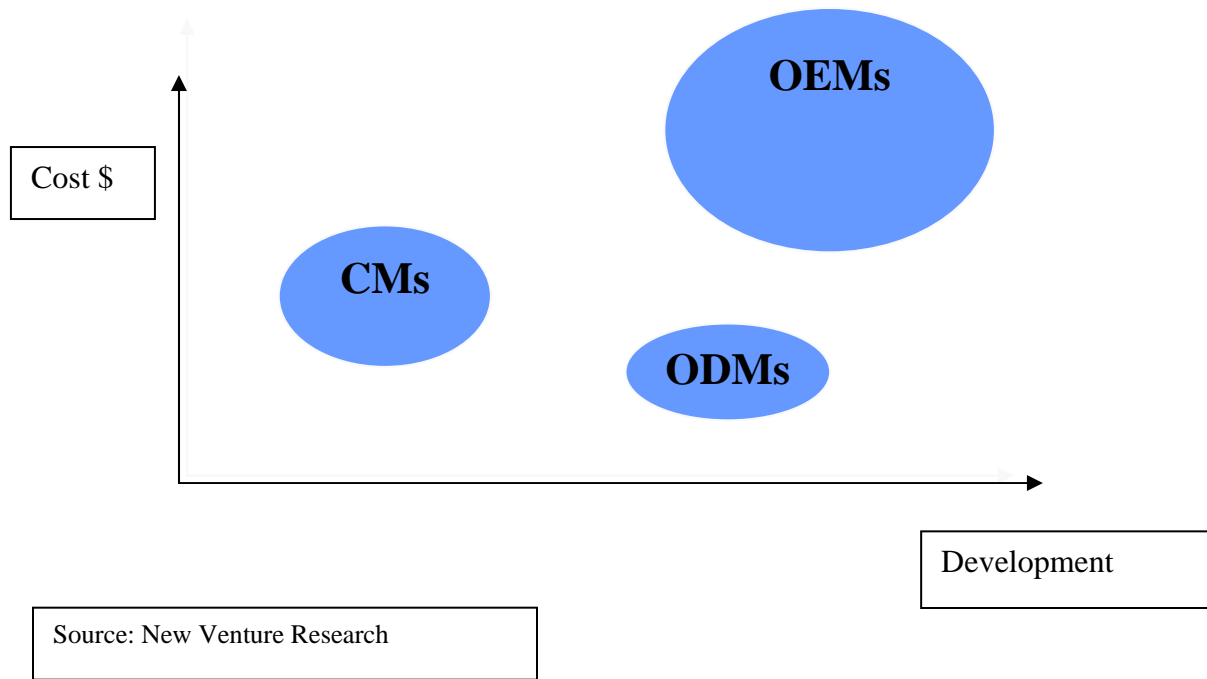 OEMs
Cost $
CMs
ODMs
Development
Source: New Venture Research